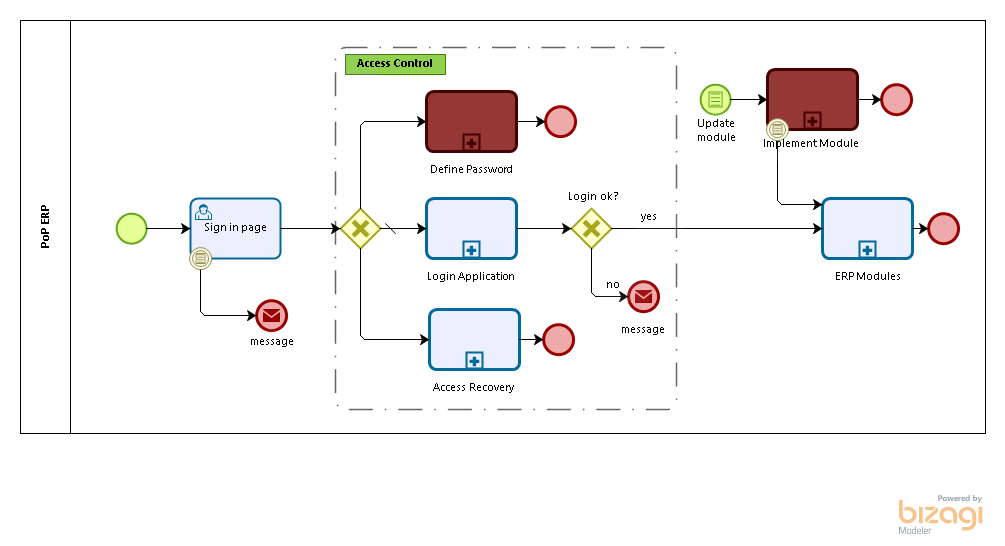 PoP ERP
Access Control
Define Password
Update
module
Implement Module
Sign in page
message
Login Application
Login ok?
yes
no
message
ERP Modules
Access Recovery
Powered by
bizagi
Modeler